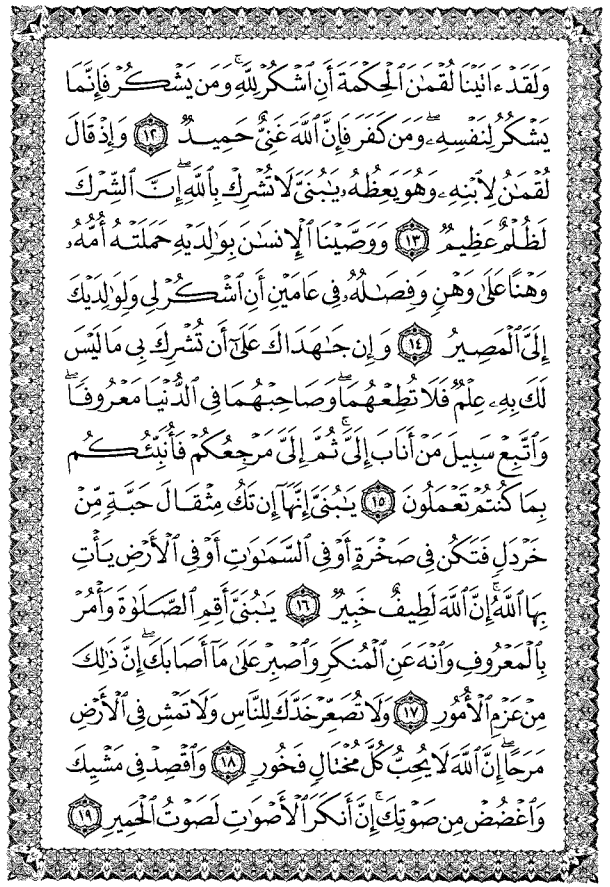 وَلَقَدْ ءَاتَيْنَا لُقْمَٰنَ ٱلْحِكْمَةَ أَنِ ٱشْكُرْ لِلَّهِ ۚ وَمَن يَشْكُرْ فَإِنَّمَا
يَشْكُرُ لِنَفْسِهِۦ ۖ وَمَن كَفَرَ فَإِنَّ ٱللَّهَ غَنِىٌّ حَمِيدٌ ١٢ وَإِذْ قَالَ
لُقْمَٰنُ لِٱبْنِهِۦ وَهُوَ يَعِظُهُۥ يَٰبُنَىَّ لَا تُشْرِكْ بِٱللَّهِ ۖ إِنَّ ٱلشِّرْكَ
لَظُلْمٌ عَظِيمٌ ١٣ وَوَصَّيْنَا ٱلْإِنسَٰنَ بِوَٰلِدَيْهِ حَمَلَتْهُ أُمُّهُۥ
وَهْنًا عَلَىٰ وَهْنٍ وَفِصَٰلُهُۥ فِى عَامَيْنِ أَنِ ٱشْكُرْ لِى وَلِوَٰلِدَيْكَ
إِلَىَّ ٱلْمَصِيرُ ١٤ وَإِن جَٰهَدَاكَ عَلَىٰٓ أَن تُشْرِكَ بِى مَا لَيْسَ
لَكَ بِهِۦ عِلْمٌ فَلَا تُطِعْهُمَا ۖ وَصَاحِبْهُمَا فِى ٱلدُّنْيَا مَعْرُوفًا ۖ
وَٱتَّبِعْ سَبِيلَ مَنْ أَنَابَ إِلَىَّ ۚ ثُمَّ إِلَىَّ مَرْجِعُكُمْ فَأُنَبِّئُكُم
بِمَا كُنتُمْ تَعْمَلُونَ ١٥ يَٰبُنَىَّ إِنَّهَآ إِن تَكُ مِثْقَالَ حَبَّةٍ مِّنْ
خَرْدَلٍ فَتَكُن فِى صَخْرَةٍ أَوْ فِى ٱلسَّمَٰوَٰتِ أَوْ فِى ٱلْأَرْضِ يَأْتِ
بِهَا ٱللَّهُ ۚ إِنَّ ٱللَّهَ لَطِيفٌ خَبِيرٌ ١٦ يَٰبُنَىَّ أَقِمِ ٱلصَّلَوٰةَ وَأْمُرْ
بِٱلْمَعْرُوفِ وَٱنْهَ عَنِ ٱلْمُنكَرِ وَٱصْبِرْ عَلَىٰ مَآ أَصَابَكَ ۖ إِنَّ ذَٰلِكَ
مِنْ عَزْمِ ٱلْأُمُورِ ١٧ وَلَا تُصَعِّرْ خَدَّكَ لِلنَّاسِ وَلَا تَمْشِ فِى ٱلْأَرْضِ
مَرَحًا ۖ إِنَّ ٱللَّهَ لَا يُحِبُّ كُلَّ مُخْتَالٍ فَخُورٍ ١٨ وَٱقْصِدْ فِى مَشْيِكَ
وَٱغْضُضْ مِن صَوْتِكَ ۚ إِنَّ أَنكَرَ ٱلْأَصْوَٰتِ لَصَوْتُ ٱلْحَمِيرِ ١٩